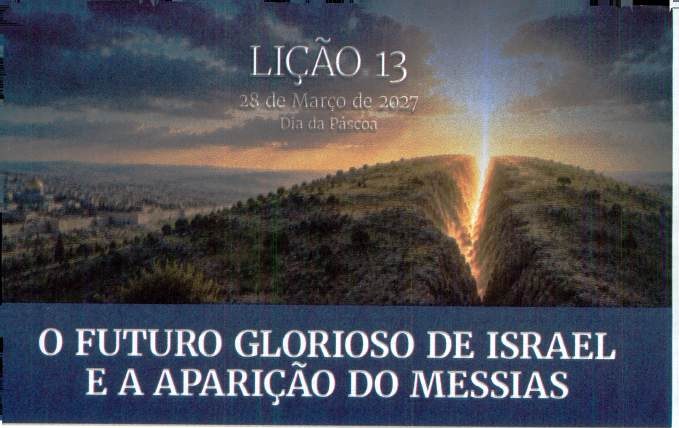 LIÇÃO 13
28 de Março de 2027
Dia da Páscoa
O FUTURO GLORIOSO DE ISRAEL
E A APARIÇÃO DO MESSIAS